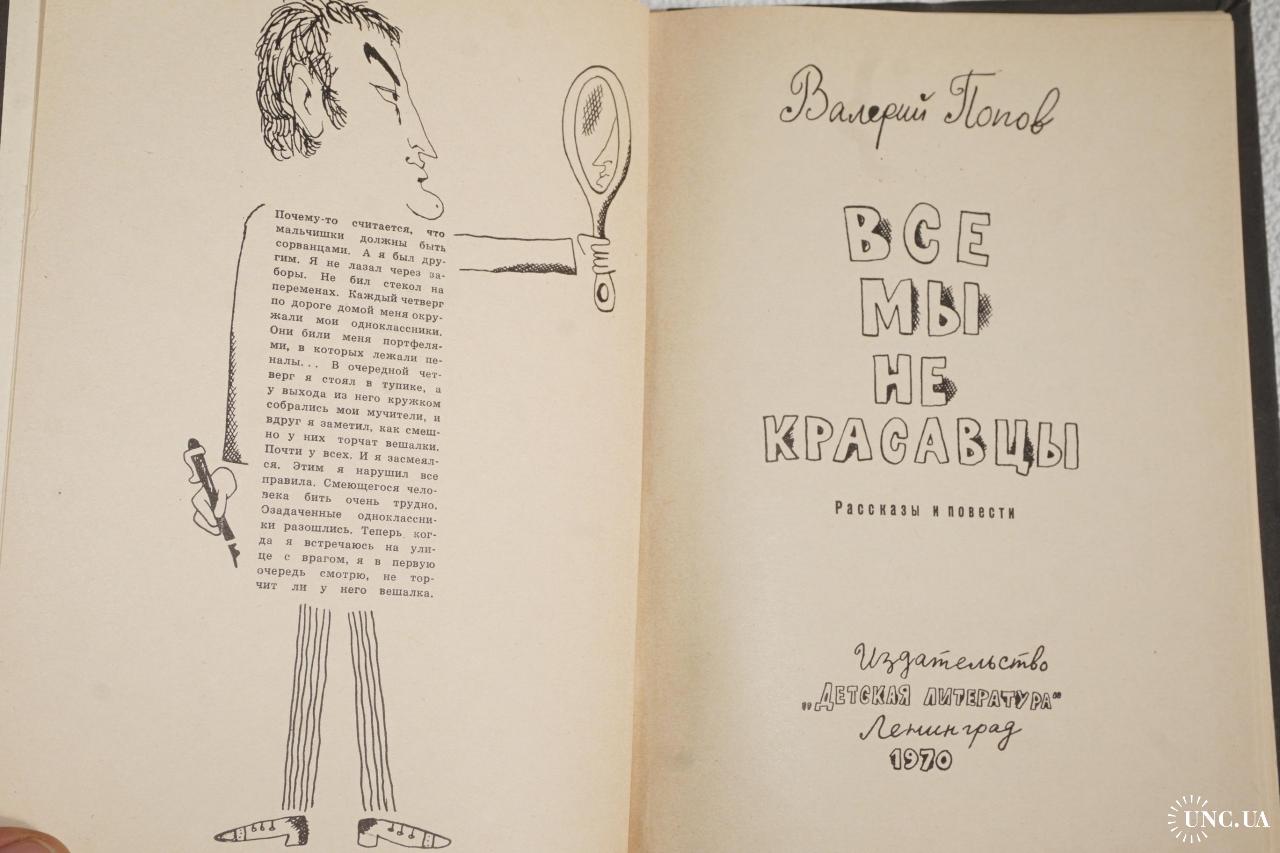 Почему-то считается, что
мальчишки должны быть
сорванцами. А я был дру-
гим. Я не лазал через за-
боры. Не бил стекол на
переменах. Каждый четверг
по дороге домой меня окру-
жали мои одноклассники.
Они били меня портфеля-
ми, в которых лежали пе-
налы... В очередной чет-
верг я стоял в тупике, а
у выхода из него кружком
собрались мои мучители, и
вдруг я заметил, как смеш-
но у них торчат вешалки.
Почти у всех. И я засмеял-
ся. Этим я нарушил все
правила. Смеющегося чело-
века бить очень трудно.
Озадаченные одноклассни-
ки разошлись. Теперь, ког-
да я встречаюсь на ули-
це с врагом, я в первую
очередь смотрю, не тор-
чит ли у него вешалка.
Валерий Попов
ВСЕ
МЫ
НЕ
КРАСАВЦЫ
Рассказы и повести
Издательство
„ДЕТСКАЯ ЛИТЕРАТУРА“
Ленинград
1970
UNC.UA